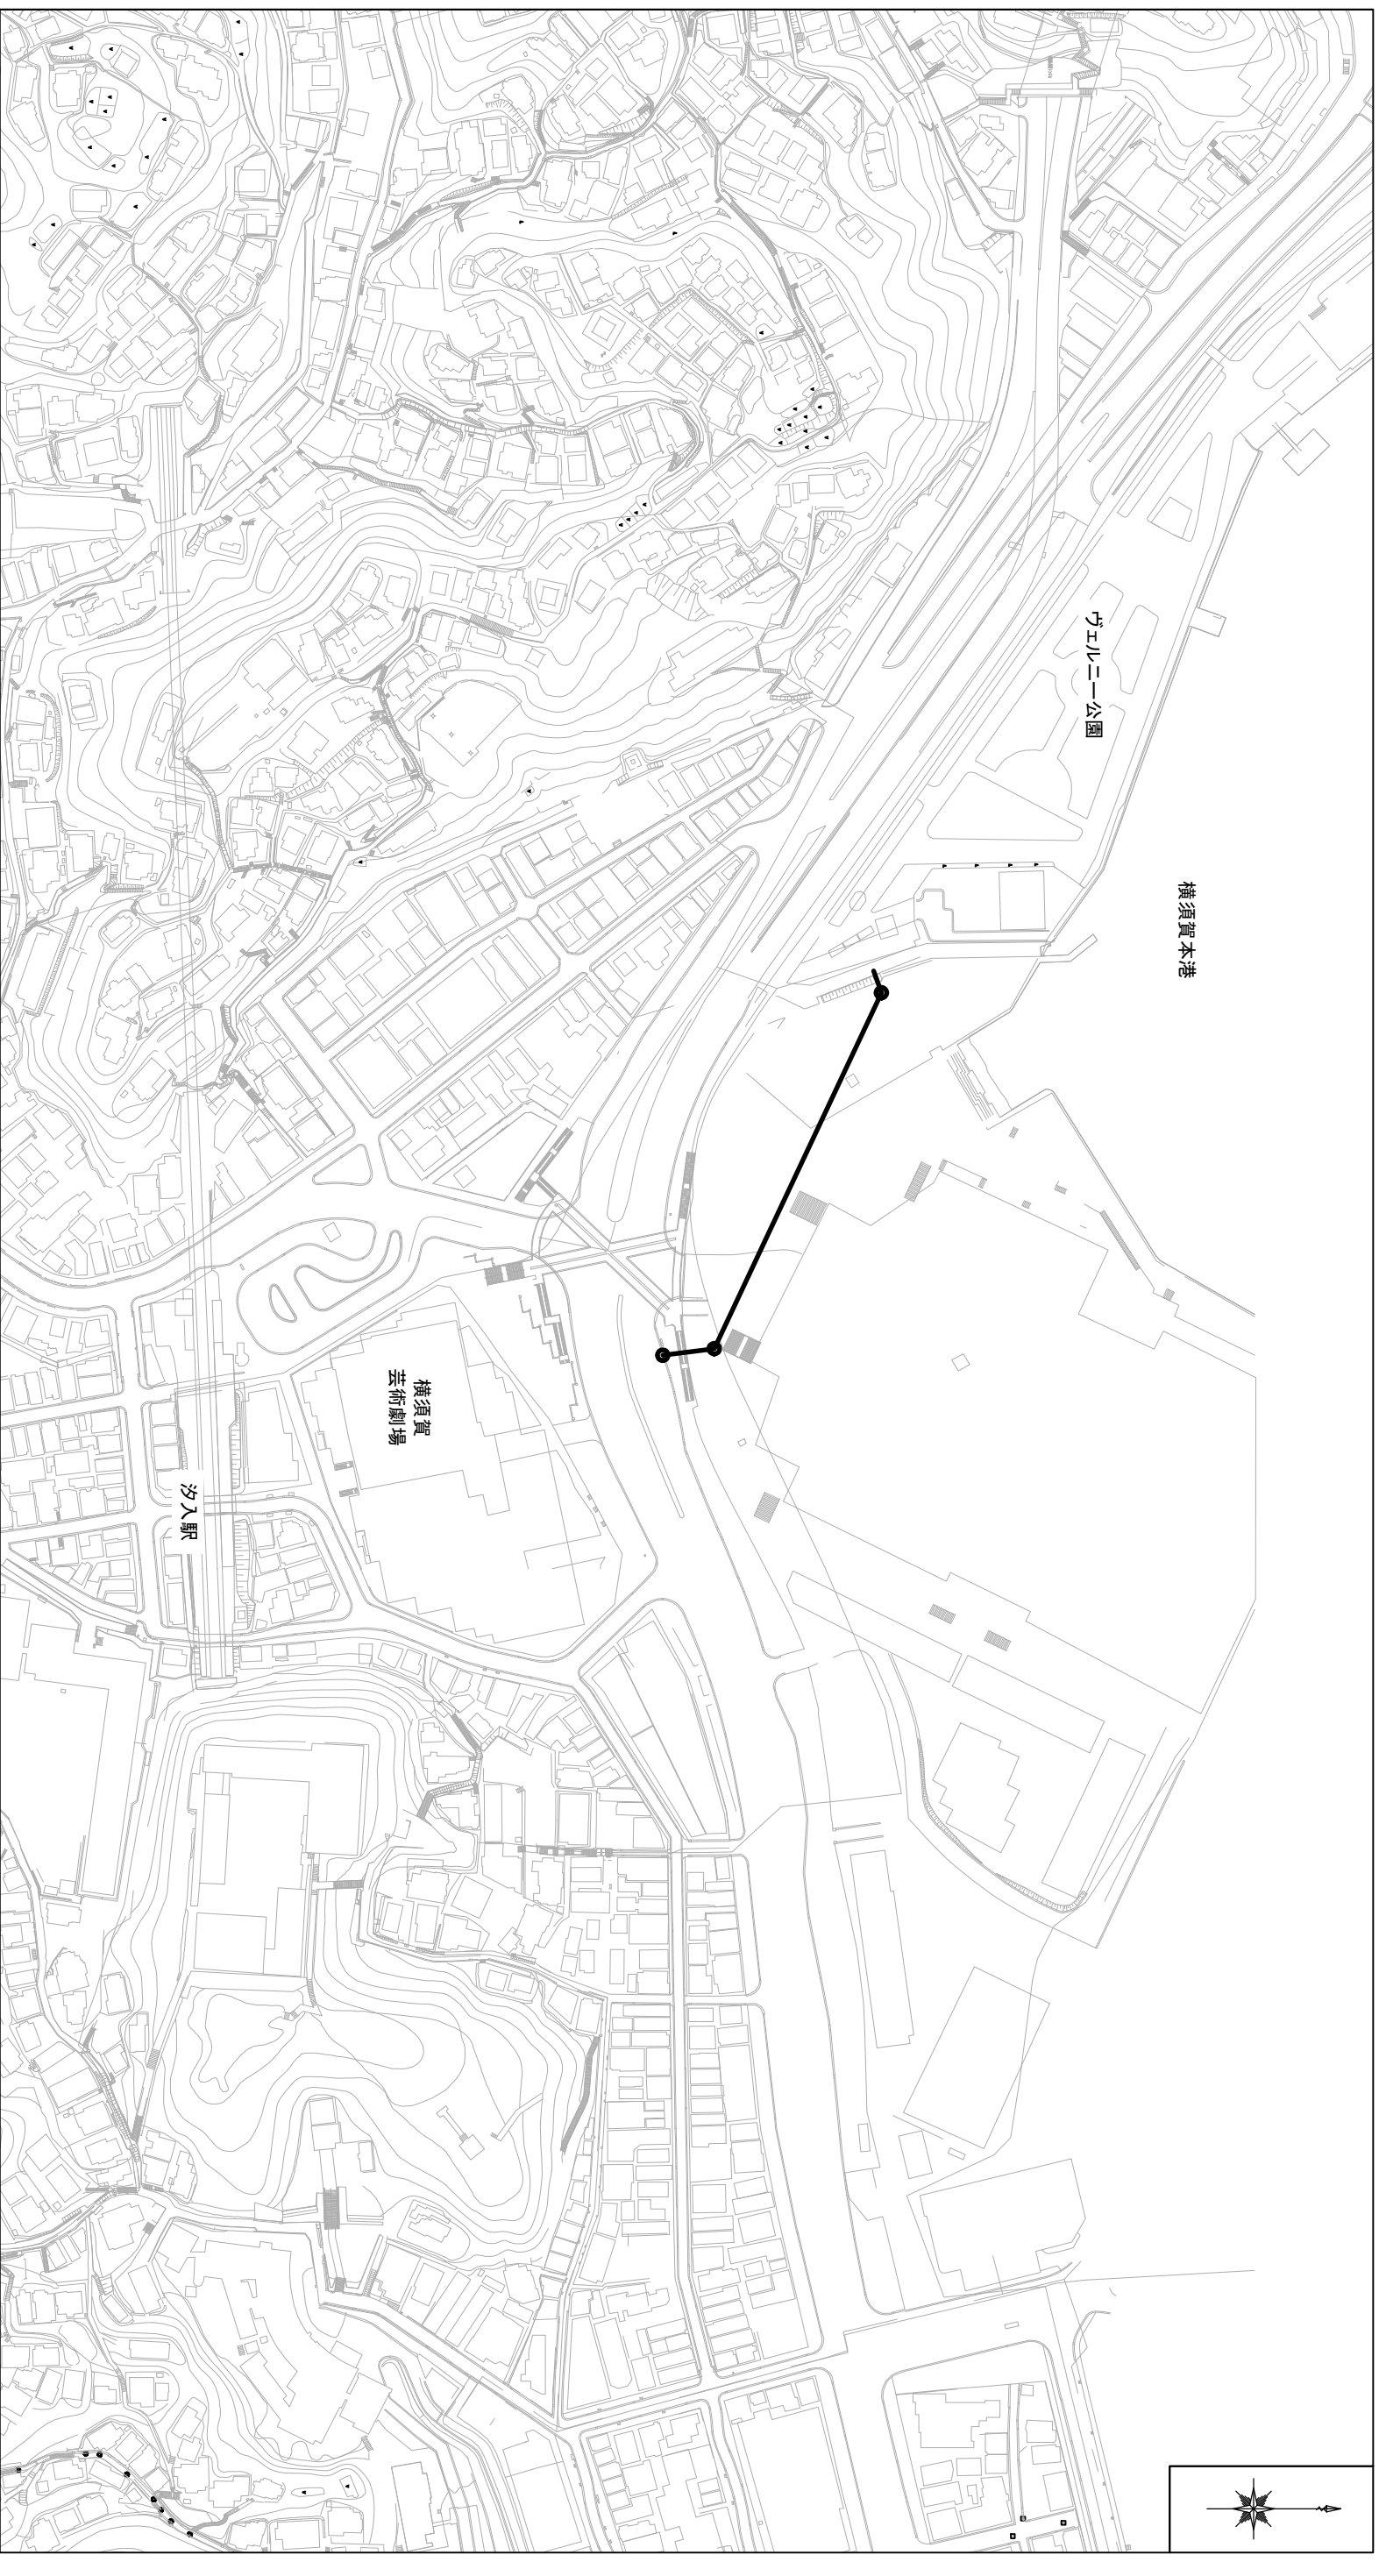 ヴェルニー公園
横須賀本港
横須賀
芸術劇場
汐入駅